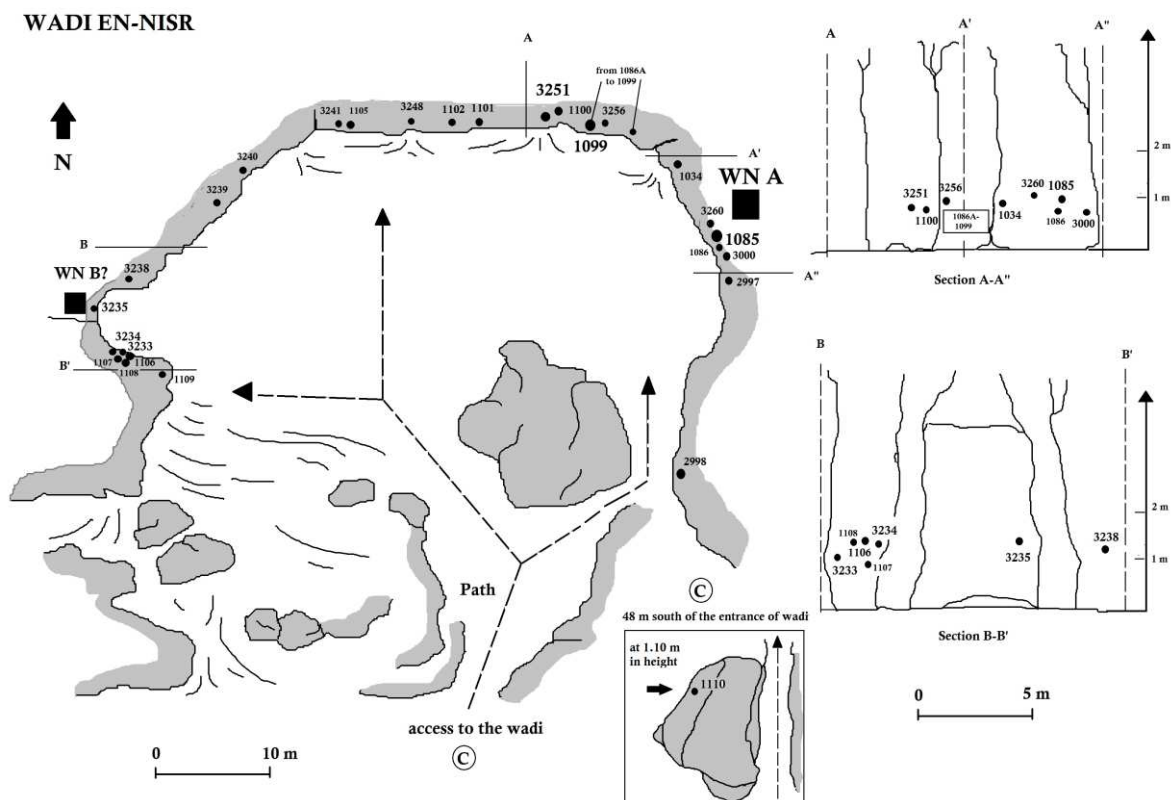 WADI EN-NISR
N
A
3251
from 1086A
to 1099
3241
1105
3248
1102
1101
1100
3256
1099
A'
1034
WN A
3240
3239
3260
1085
1086
3000
A"
2997
B
3238
WN B?
3235
3234
3233
1107
1106
1108
B'
1109
2998
Path
C
48 m south of the entrance of wadi
at 1.10 m
in height
1110
access to the wadi
C
0 10 m
A
A'
A"
2 m
1 m
3251
3256
1100
1086A-
1099
1034
3260
1085
1086
3000
Section A-A"
B
B'
2 m
1 m
1108
3234
1106
3233
1107
3235
3238
Section B-B'
0 5 m